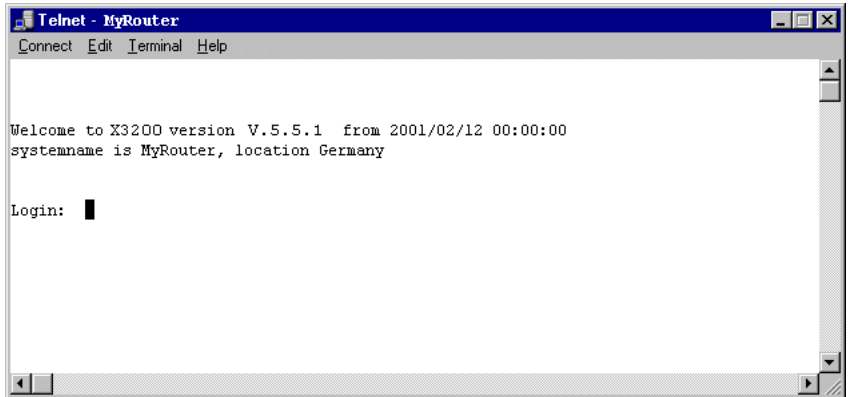 Telnet - MyRouter
Connect Edit Terminal Help
Welcome to X3200 version V.5.5.1 from 2001/02/12 00:00:00
systemname is MyRouter, location Germany
Login: